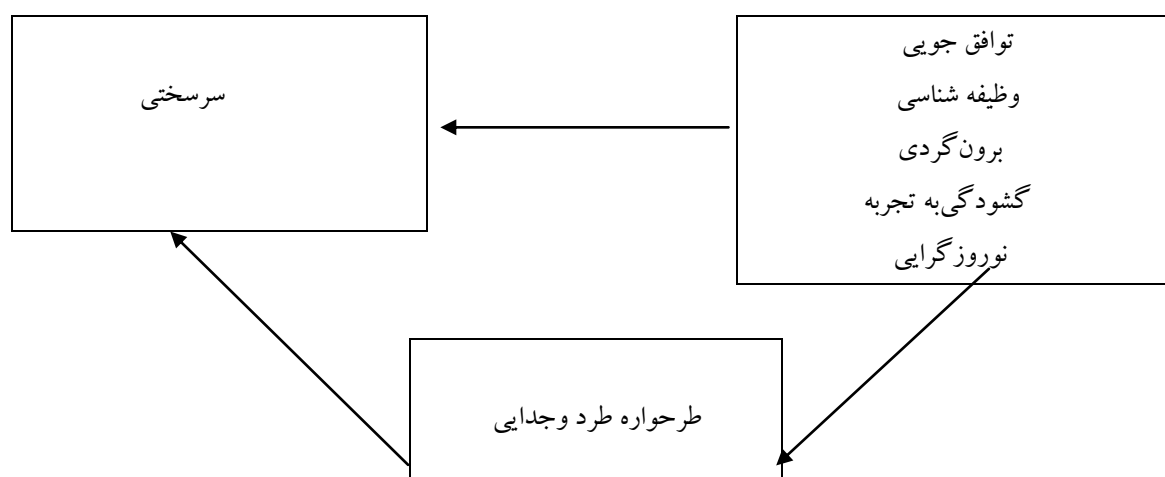 توافق جویی
وظیفه شناسی
برون‌گردی
گشودگی‌به تجربه
نوروزگرایی
سرسختی
طرحواره طرد وجدایی